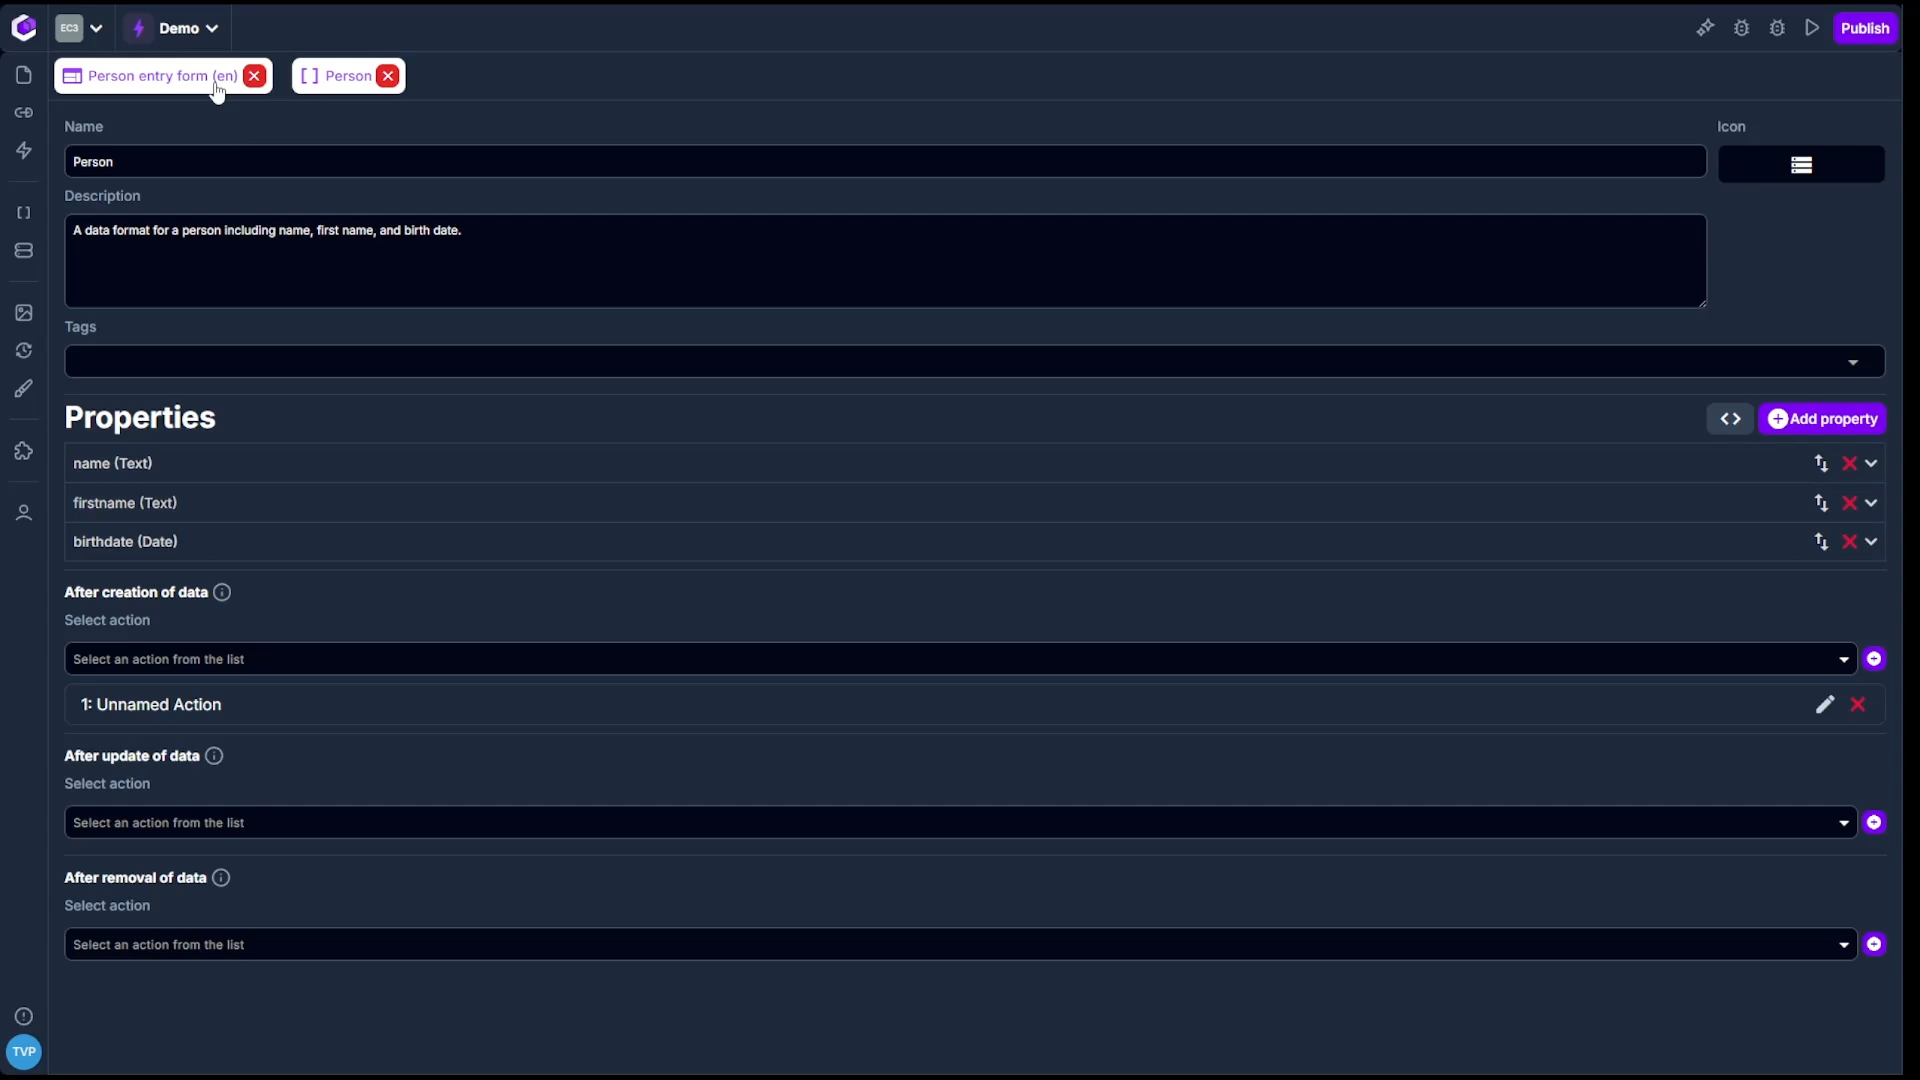 EC3
Demo
Publish
Person entry form (en)
[ ] Person
Name
Icon
Person
Description
A data format for a person including name, first name, and birth date.
Tags
Properties
<> Add property
name (Text)
firstname (Text)
birthdate (Date)
After creation of data
Select action
Select an action from the list
1: Unnamed Action
After update of data
Select action
Select an action from the list
After removal of data
Select action
Select an action from the list
TVP